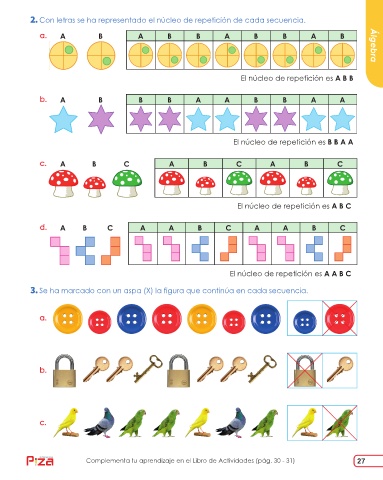 2. Con letras se ha representado el núcleo de repetición de cada secuencia.
Álgebra
a. A B A B B A B B A B
El núcleo de repetición es A B B
b. A B B B A A B B A A
El núcleo de repetición es B B A A
c. A B C A B C A B C
El núcleo de repetición es A B C
d. A B C A A B C A A B C
El núcleo de repetición es A A B C
3. Se ha marcado con un aspa (X) la figura que continúa en cada secuencia.
a.
b.
c.
Piza
Complementa tu aprendizaje en el Libro de Actividades (pág. 30 - 31)
27